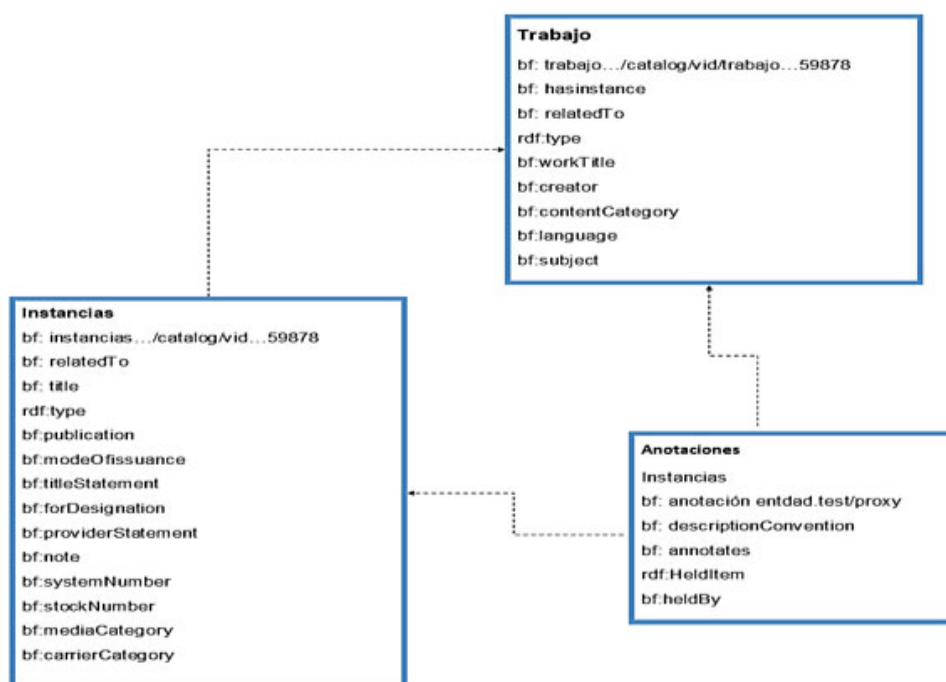 Trabajo
bf: trabajo.../catalog/vid/trabajo...59878
bf: hasinstance
bf: relatedTo
rdf:type
bf:workTitle
bf:creator
bf:contentCategory
bf:language
bf:subject
Instancias
bf: instancias.../catalog/vid...59878
bf: relatedTo
bf: title
rdf:type
bf:publication
bf:modeOfissuance
bf:titleStatement
bf:forDesignation
bf:providerStatement
bf:note
bf:systemNumber
bf:stockNumber
bf:mediaCategory
bf:carrierCategory
Anotaciones
Instancias
bf: anotación entdad.test/proxy
bf: descriptionConvention
bf: annotates
rdf:HeldItem
bf:heldBy